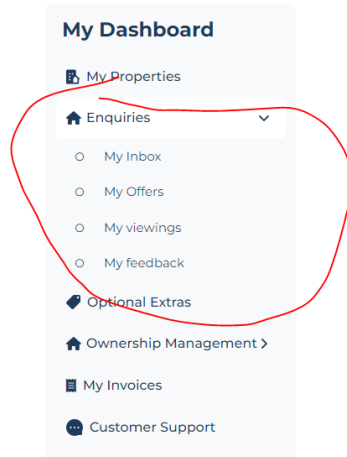 My Dashboard
My Properties
Enquiries
My Inbox
My Offers
My viewings
My feedback
Optional Extras
Ownership Management
My Invoices
Customer Support